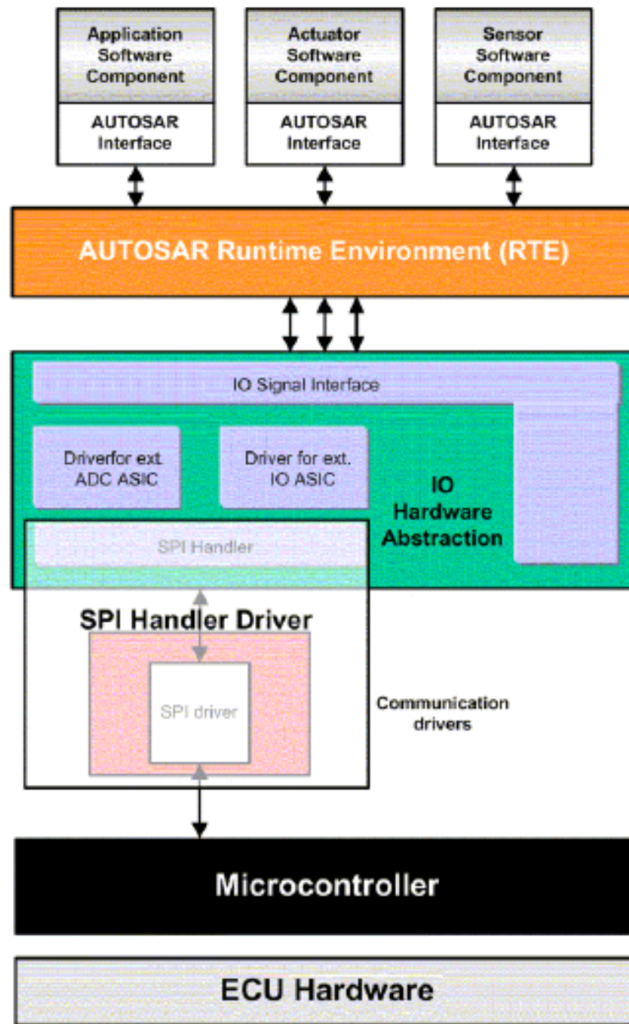 Application
Software
Component
AUTOSAR
Interface
Actuator
Software
Component
AUTOSAR
Interface
Sensor
Software
Component
AUTOSAR
Interface
AUTOSAR Runtime Environment (RTE)
IO Signal Interface
Driverfor ext.
ADC ASIC
Driver for ext.
IO ASIC
IO
Hardware
Abstraction
SPI Handler
SPI Handler Driver
SPI driver
Communication
drivers
Microcontroller
ECU Hardware